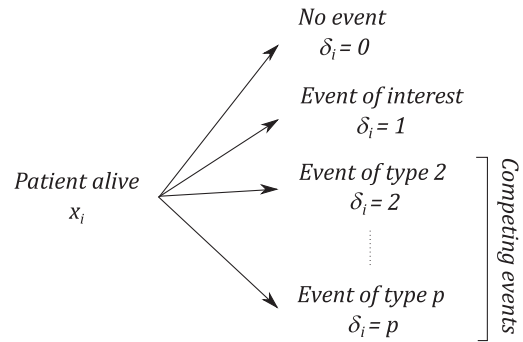 No event
δᵢ = 0
Event of interest
δᵢ = 1
Patient alive
xᵢ
Event of type 2
δᵢ = 2
Event of type p
δᵢ = p
Competing events